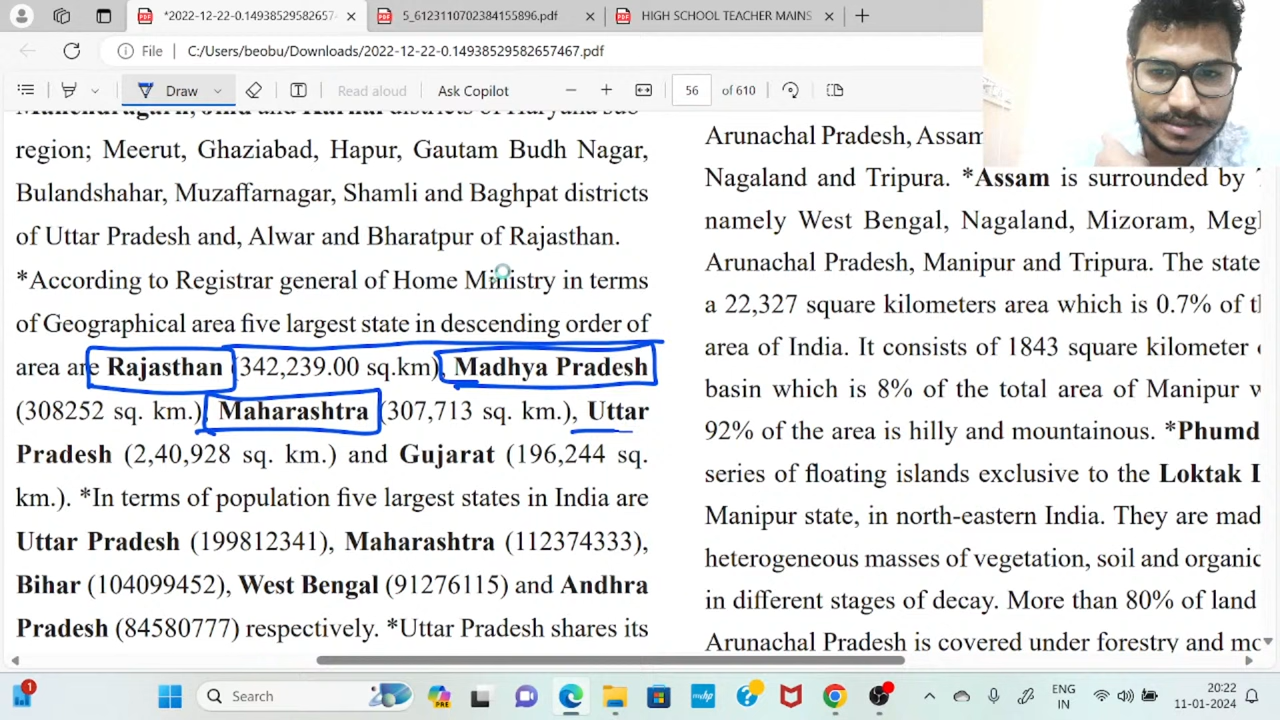 *2022-12-22-0.14938529582657
5_6123110702384155896.pdf
HIGH SCHOOL TEACHER MAINS
File
C:/Users/beobu/Downloads/2022-12-22-0.14938529582657467.pdf
Draw
Read aloud
Ask Copilot
56
of 610
region; Meerut, Ghaziabad, Hapur, Gautam Budh Nagar,
Bulandshahar, Muzaffarnagar, Shamli and Baghpat districts
of Uttar Pradesh and, Alwar and Bharatpur of Rajasthan.
*According to Registrar general of Home Ministry in terms
of Geographical area five largest state in descending order of
area are Rajasthan (342,239.00 sq.km), Madhya Pradesh
(308252 sq. km.), Maharashtra (307,713 sq. km.), Uttar
Pradesh (2,40,928 sq. km.) and Gujarat (196,244 sq.
km.). *In terms of population five largest states in India are
Uttar Pradesh (199812341), Maharashtra (112374333),
Bihar (104099452), West Bengal (91276115) and Andhra
Pradesh (84580777) respectively. *Uttar Pradesh shares its
Arunachal Pradesh, Assam
Nagaland and Tripura. *Assam is surrounded by
namely West Bengal, Nagaland, Mizoram, Megl
Arunachal Pradesh, Manipur and Tripura. The state
a 22,327 square kilometers area which is 0.7% of t
area of India. It consists of 1843 square kilometer
basin which is 8% of the total area of Manipur w
92% of the area is hilly and mountainous. *Phumd
series of floating islands exclusive to the Loktak L
Manipur state, in north-eastern India. They are mad
heterogeneous masses of vegetation, soil and organic
in different stages of decay. More than 80% of land
Arunachal Pradesh is covered under forestry and mo
1
Search
PRE
ENG
IN
20:22
11-01-2024